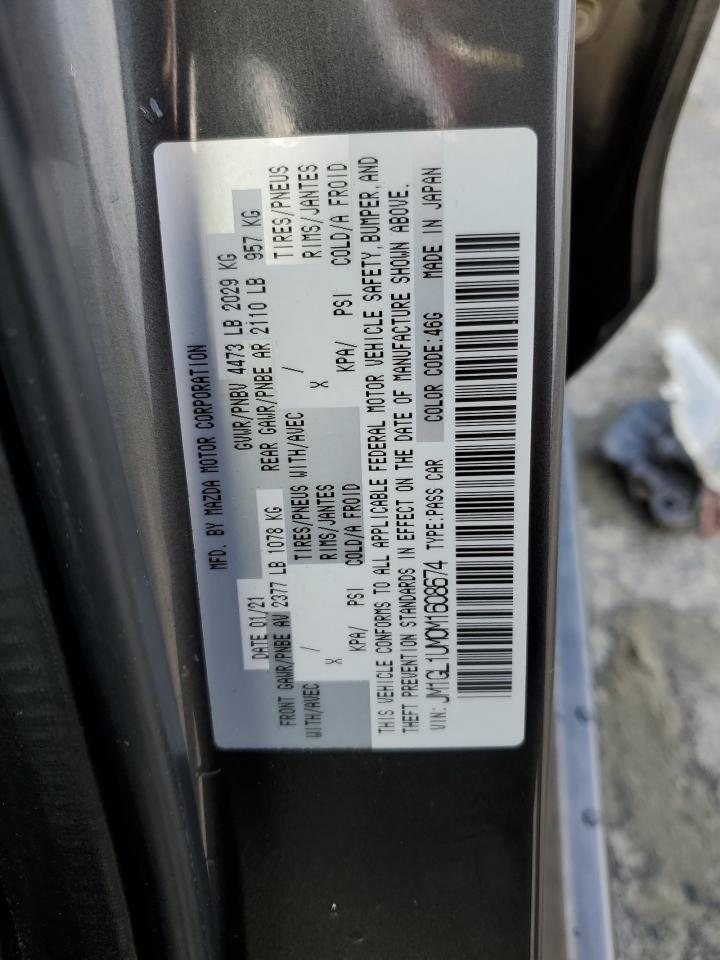 MFD. BY MAZDA MOTOR CORPORATION
DATE 01/21 GVWR/PNBV 4473 LB 2029 KG
FRONT GAWR/PNBE AV 2377 LB 1078 KG REAR GAWR/PNBE AR 2110 LB 957 KG
WITH/AVEC / TIRES/PNEUS WITH/AVEC / TIRES/PNEUS
X RIMS/JANTES X RIMS/JANTES
KPA/ PSI COLD/A FROID KPA/ PSI COLD/A FROID
THIS VEHICLE CONFORMS TO ALL APPLICABLE FEDERAL MOTOR VEHICLE SAFETY, BUMPER, AND
THEFT PREVENTION STANDARDS IN EFFECT ON THE DATE OF MANUFACTURE SHOWN ABOVE.
VIN: JM1GL1UM0M1608674 TYPE:PASS CAR COLOR CODE:46G MADE IN JAPAN